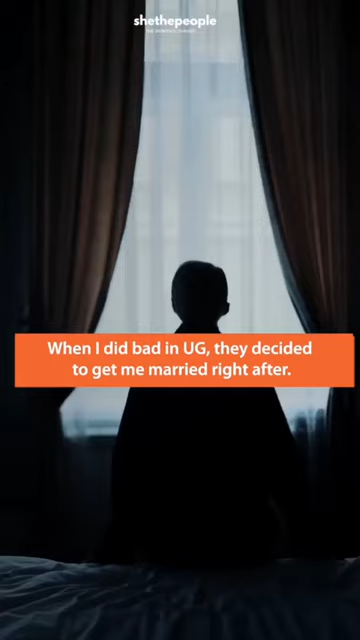 shethepeople
When I did bad in UG, they decided
to get me married right after.